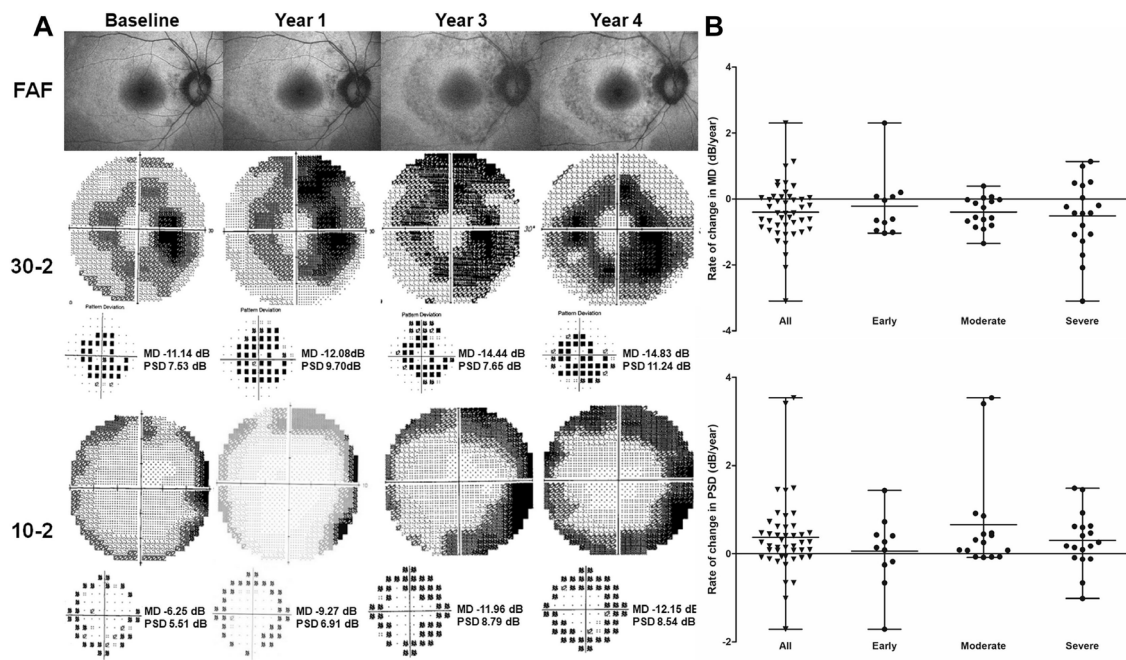 A
Baseline Year 1 Year 3 Year 4
FAF
30-2
30 30 30°
Pattern Deviation Pattern Deviation Pattern Deviation
MD -11.14 dB
PSD 7.53 dB
MD -12.08dB
PSD 9.70dB
MD -14.44 dB
PSD 7.65 dB
MD -14.83 dB
PSD 11.24 dB
10-2
MD -6.25 dB
PSD 5.51 dB
MD -9.27 dB
PSD 6.91 dB
MD -11.96 dB
PSD 8.79 dB
MD -12.15 dE
PSD 8.54 dB
B
Rate of change in MD (dB/year)
4
2
0
-2
-4
All Early Moderate Severe
Rate of change in PSD (dB/year)
4
2
0
-2
All Early Moderate Severe